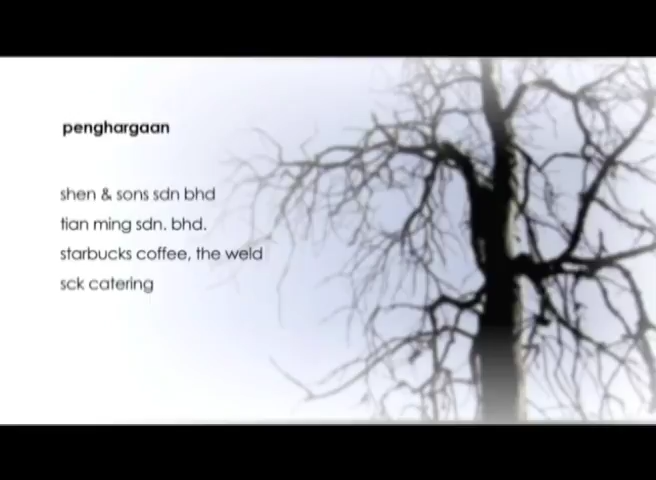 penghargaan
shen & sons sdn bhd
tian ming sdn. bhd.
starbucks coffee, the weld
sck catering